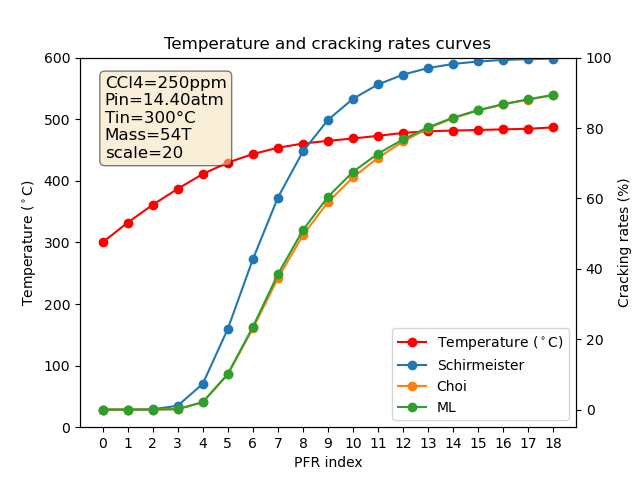 Temperature and cracking rates curves
CCl4=250ppm
Pin=14.40atm
Tin=300°C
Mass=54T
scale=20
Temperature (°C)
600
500
400
300
200
100
0
100
80
60
40
20
0
Cracking rates (%)
Temperature (°C)
Schirmeister
Choi
ML
0 1 2 3 4 5 6 7 8 9 10 11 12 13 14 15 16 17 18
PFR index